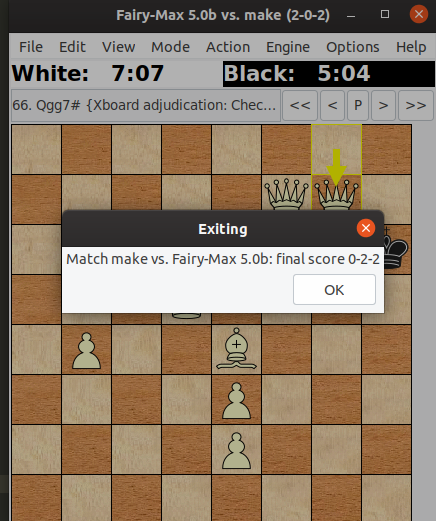 Fairy-Max 5.0b vs. make (2-0-2)
File Edit View Mode Action Engine Options Help
White: 7:07 Black: 5:04
66. Qgg7# {Xboard adjudication: Chec... << < P > >>
Exiting
Match make vs. Fairy-Max 5.0b: final score 0-2-2
OK